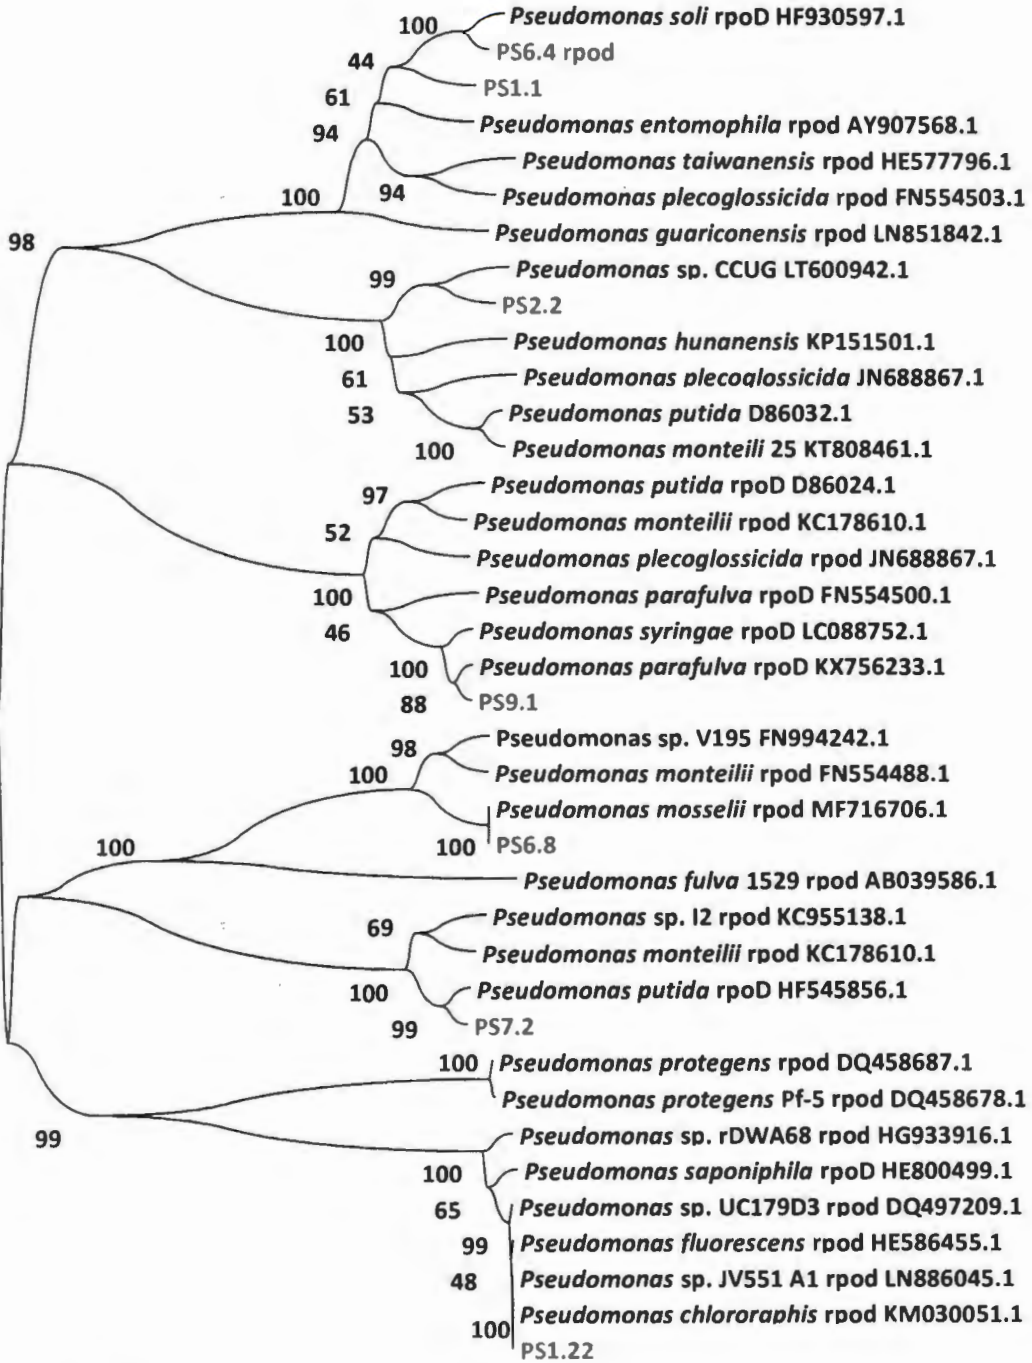 100
Pseudomonas soli rpoD HF930597.1
PS6.4 rpod
44
PS1.1
61
Pseudomonas entomophila rpod AY907568.1
94
Pseudomonas taiwanensis rpod HE577796.1
94
Pseudomonas plecoglossicida rpod FN554503.1
100
Pseudomonas guariconensis rpod LN851842.1
98
Pseudomonas sp. CCUG LT600942.1
99
PS2.2
100
Pseudomonas hunanensis KP151501.1
61
Pseudomonas plecoglossicida JN688867.1
53
Pseudomonas putida D86032.1
100
Pseudomonas monteili 25 KT808461.1
97
Pseudomonas putida rpoD D86024.1
Pseudomonas monteilii rpod KC178610.1
52
Pseudomonas plecoglossicida rpod JN688867.1
100
Pseudomonas parafulva rpoD FN554500.1
46
Pseudomonas syringae rpoD LC088752.1
100
Pseudomonas parafulva rpoD KX756233.1
88
PS9.1
98
Pseudomonas sp. V195 FN994242.1
100
Pseudomonas monteilii rpod FN554488.1
Pseudomonas mosselii rpod MF716706.1
100
100
PS6.8
Pseudomonas fulva 1529 rpod AB039586.1
69
Pseudomonas sp. I2 rpod KC955138.1
Pseudomonas monteilii rpod KC178610.1
100
Pseudomonas putida rpoD HF545856.1
99
PS7.2
100
Pseudomonas protegens rpod DQ458687.1
Pseudomonas protegens Pf-5 rpod DQ458678.1
99
Pseudomonas sp. rDWA68 rpod HG933916.1
100
Pseudomonas saponiphila rpoD HE800499.1
65
Pseudomonas sp. UC179D3 rpod DQ497209.1
99
Pseudomonas fluorescens rpod HE586455.1
48
Pseudomonas sp. JV551 A1 rpod LN886045.1
Pseudomonas chlororaphis rpod KM030051.1
100
PS1.22